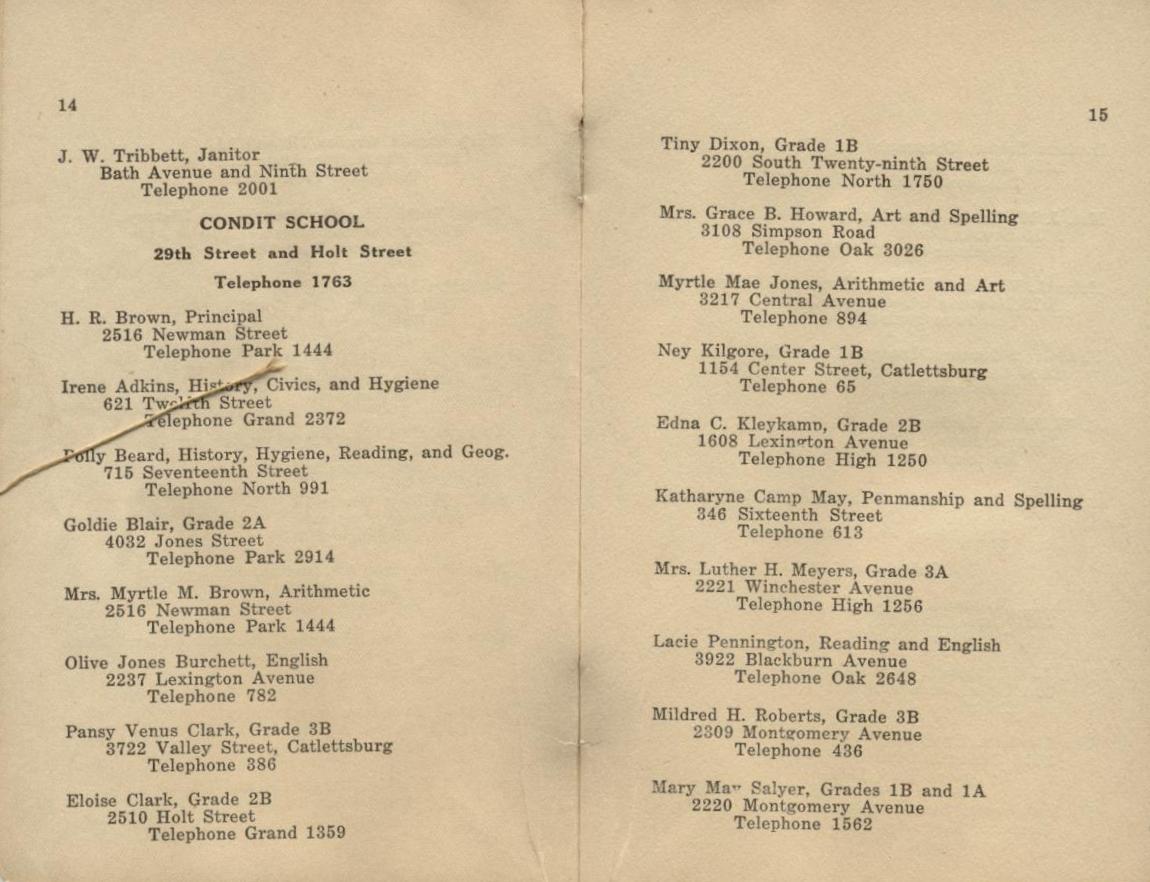 14
J. W. Tribbett, Janitor
Bath Avenue and Ninth Street
Telephone 2001
CONDIT SCHOOL
29th Street and Holt Street
Telephone 1763
H. R. Brown, Principal
2516 Newman Street
Telephone Park 1444
Irene Adkins, History, Civics, and Hygiene
621 Twelfth Street
Telephone Grand 2372
Polly Beard, History, Hygiene, Reading, and Geog.
715 Seventeenth Street
Telephone North 991
Goldie Blair, Grade 2A
4032 Jones Street
Telephone Park 2914
Mrs. Myrtle M. Brown, Arithmetic
2516 Newman Street
Telephone Park 1444
Olive Jones Burchett, English
2237 Lexington Avenue
Telephone 782
Pansy Venus Clark, Grade 3B
3722 Valley Street, Catlettsburg
Telephone 386
Eloise Clark, Grade 2B
2510 Holt Street
Telephone Grand 1359
15
Tiny Dixon, Grade 1B
2200 South Twenty-ninth Street
Telephone North 1750
Mrs. Grace B. Howard, Art and Spelling
3108 Simpson Road
Telephone Oak 3026
Myrtle Mae Jones, Arithmetic and Art
3217 Central Avenue
Telephone 894
Ney Kilgore, Grade 1B
1154 Center Street, Catlettsburg
Telephone 65
Edna C. Kleykamp, Grade 2B
1608 Lexington Avenue
Telephone High 1250
Katharyne Camp May, Penmanship and Spelling
346 Sixteenth Street
Telephone 613
Mrs. Luther H. Meyers, Grade 3A
2221 Winchester Avenue
Telephone High 1256
Lacie Pennington, Reading and English
3922 Blackburn Avenue
Telephone Oak 2648
Mildred H. Roberts, Grade 3B
2309 Montgomery Avenue
Telephone 436
Mary May Salyer, Grades 1B and 1A
2220 Montgomery Avenue
Telephone 1562